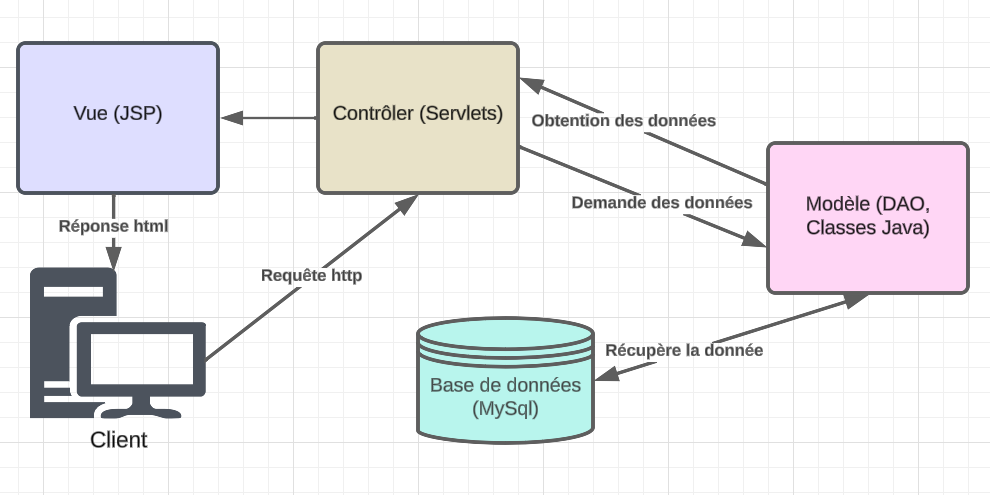 Vue (JSP)
Contrôler (Servlets)
Obtention des données
Demande des données
Modèle (DAO,
Classes Java)
Réponse html
Requête http
Récupère la donnée
Base de données
(MySql)
Client